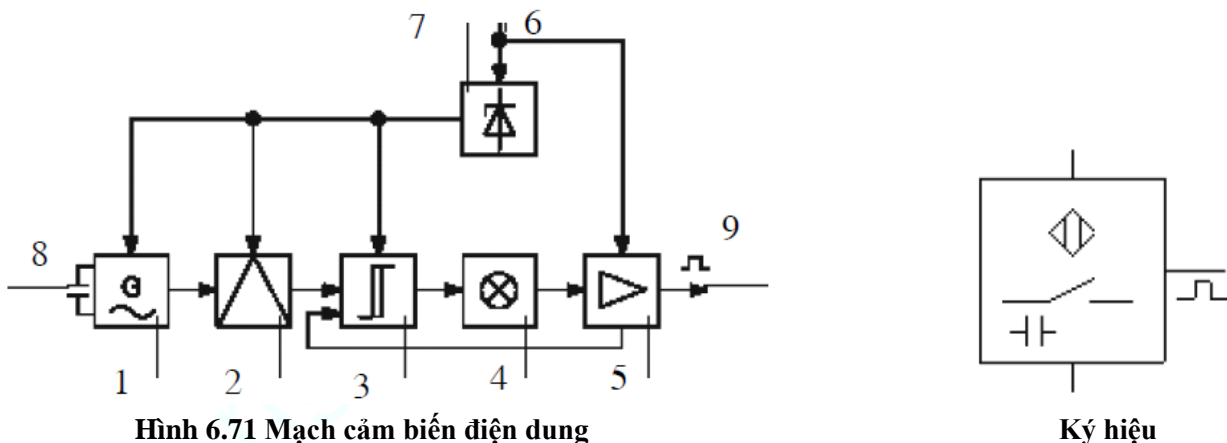 7 6
8 9
G
1 2 3 4 5
Hình 6.71 Mạch cảm biến điện dung
Ký hiệu